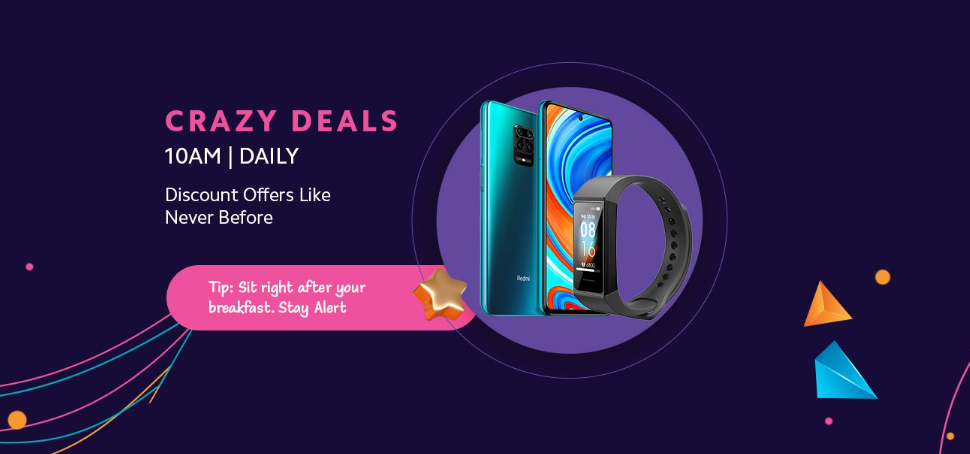 CRAZY DEALS
10AM | DAILY
Discount Offers Like
Never Before
Tip: Sit right after your
breakfast. Stay Alert
Redmi
08
16